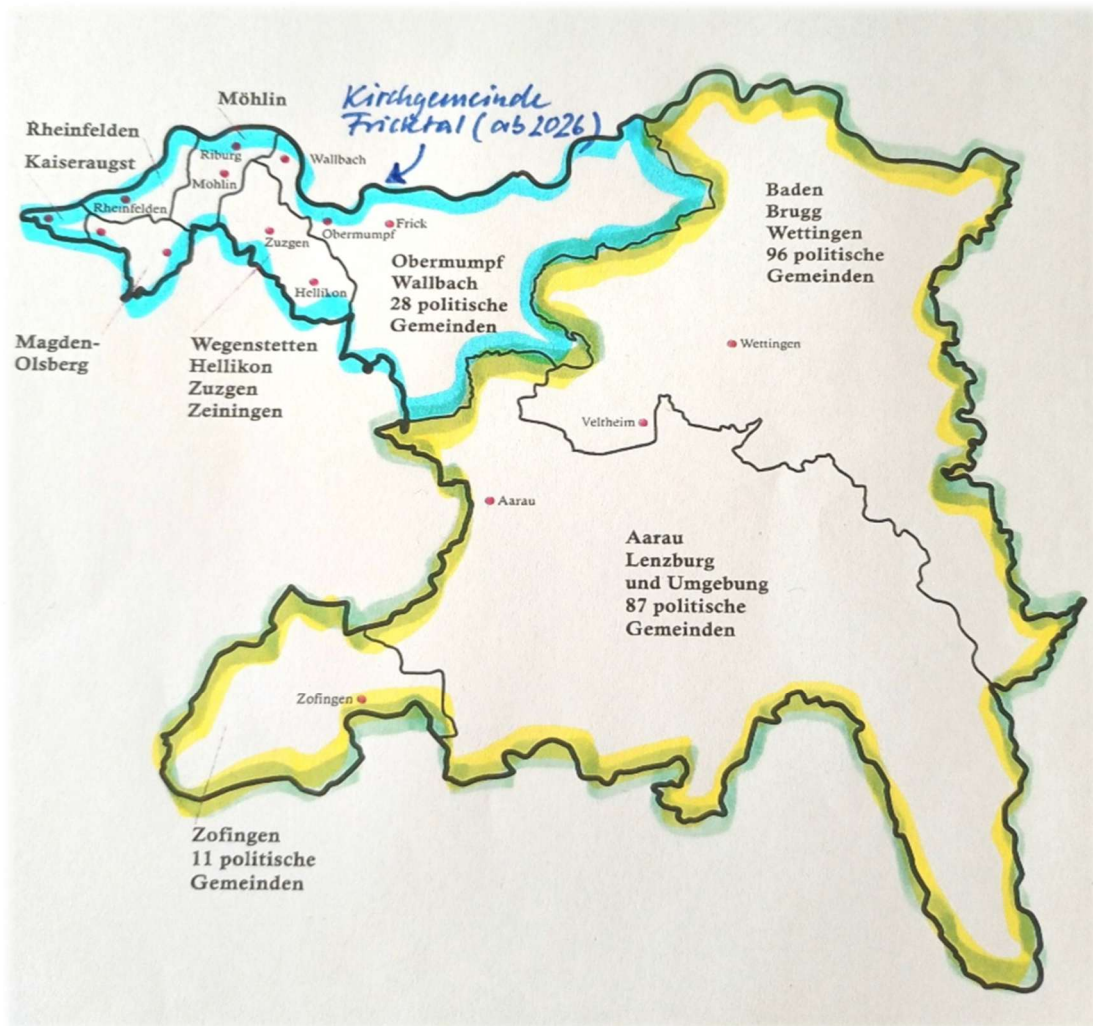 Kirchgemeinde
Fricktal (ab 2026)
Möhlin
Rheinfelden
Kaiseraugst
Riburg
Wallbach
Möhlin
Rheinfelden
Obermumpf
Frick
Zuzgen
Hellikon
Obermumpf
Wallbach
28 politische
Gemeinden
Baden
Brugg
Wettingen
96 politische
Gemeinden
Magden-
Olsberg
Wegenstetten
Hellikon
Zuzgen
Zeiningen
Wettingen
Veltheim
Aarau
Aarau
Lenzburg
und Umgebung
87 politische
Gemeinden
Zofingen
Zofingen
11 politische
Gemeinden